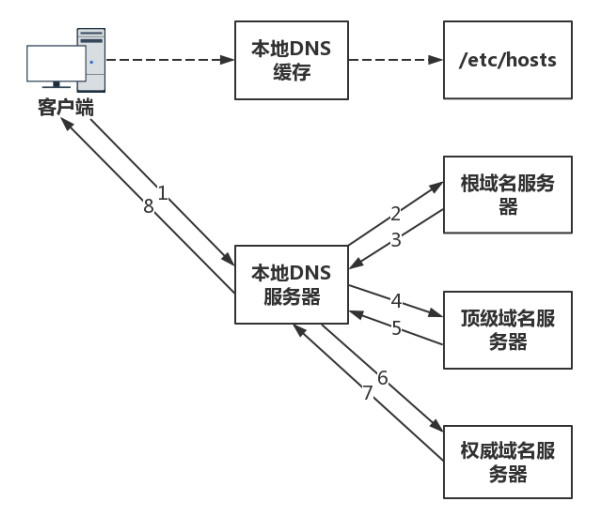 本地DNS
缓存
/etc/hosts
客户端
1
8
根域名服务
器
2
3
本地DNS
服务器
4
5
顶级域名服
务器
6
7
权威域名服
务器